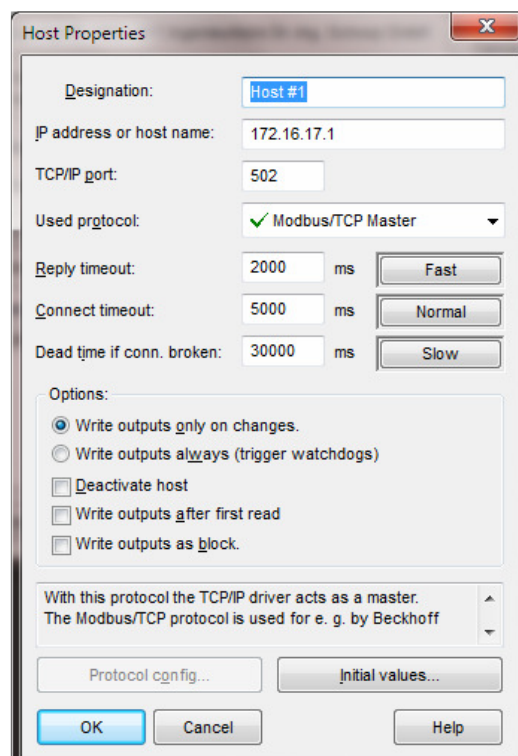 Host Properties
Designation: Host #1
IP address or host name: 172.16.17.1
TCP/IP port: 502
Used protocol: Modbus/TCP Master
Reply timeout: 2000 ms Fast
Connect timeout: 5000 ms Normal
Dead time if conn. broken: 30000 ms Slow
Options:
Write outputs only on changes.
Write outputs always (trigger watchdogs)
Deactivate host
Write outputs after first read
Write outputs as block.
With this protocol the TCP/IP driver acts as a master.
The Modbus/TCP protocol is used for e. g. by Beckhoff
Protocol config... Initial values...
OK Cancel Help